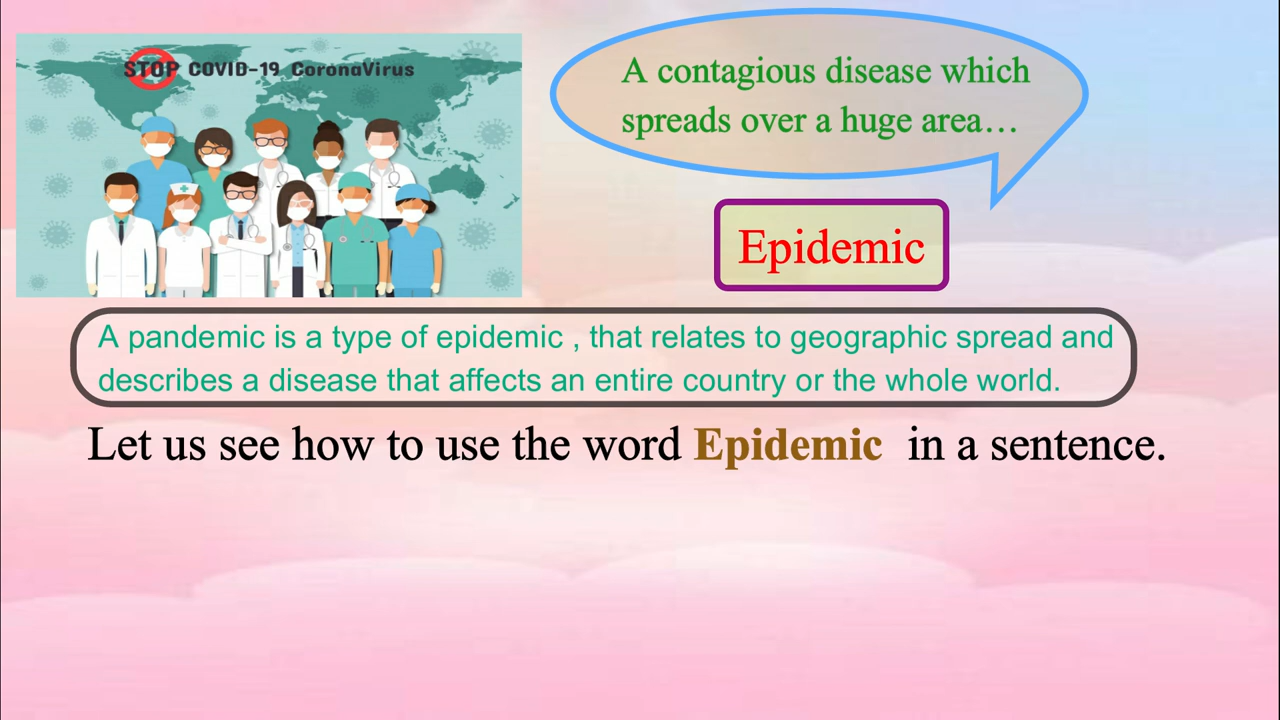 STOP COVID-19 CoronaVirus
A contagious disease which
spreads over a huge area...
Epidemic
A pandemic is a type of epidemic , that relates to geographic spread and
describes a disease that affects an entire country or the whole world.
Let us see how to use the word Epidemic in a sentence.